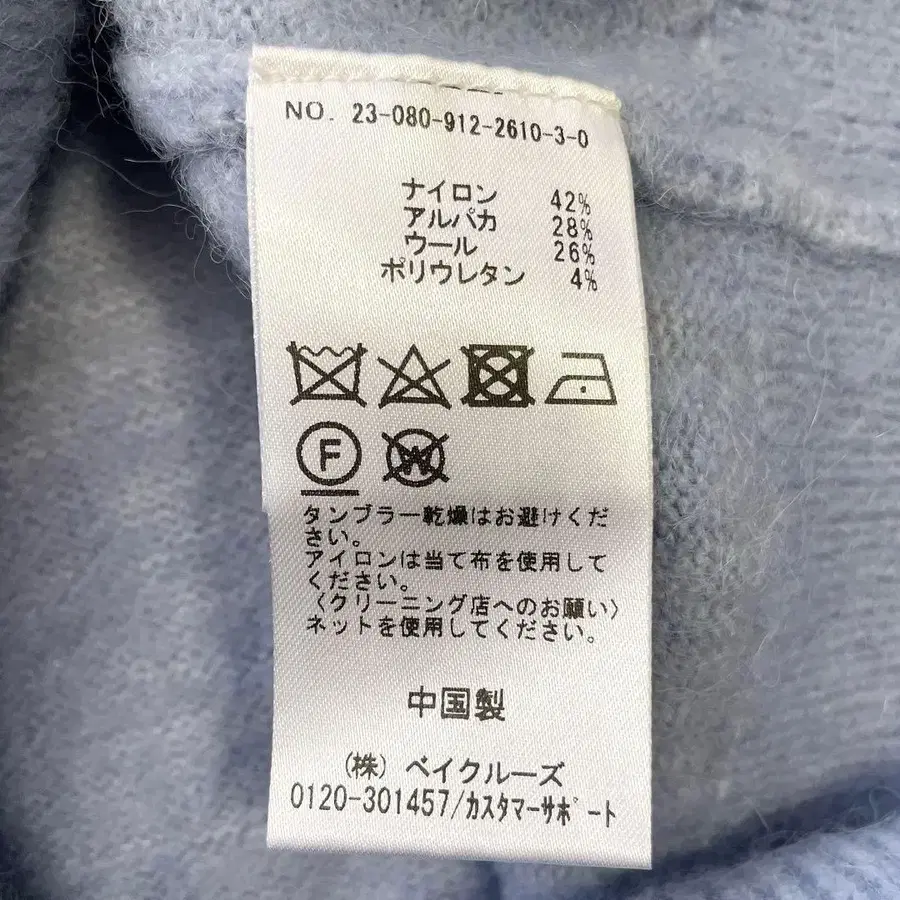 NO. 23-080-912-2610-3-0
ナイロン 42%
アルパカ 28%
ウール 26%
ポリウレタン 4%
F W
タンブラー乾燥はお避けくだ
さい。
アイロンは当て布を使用して
ください。
〈クリーニング店へのお願い〉
ネットを使用してください。
中国製
(株) ベイクルーズ
0120-301457/カスタマーサポート